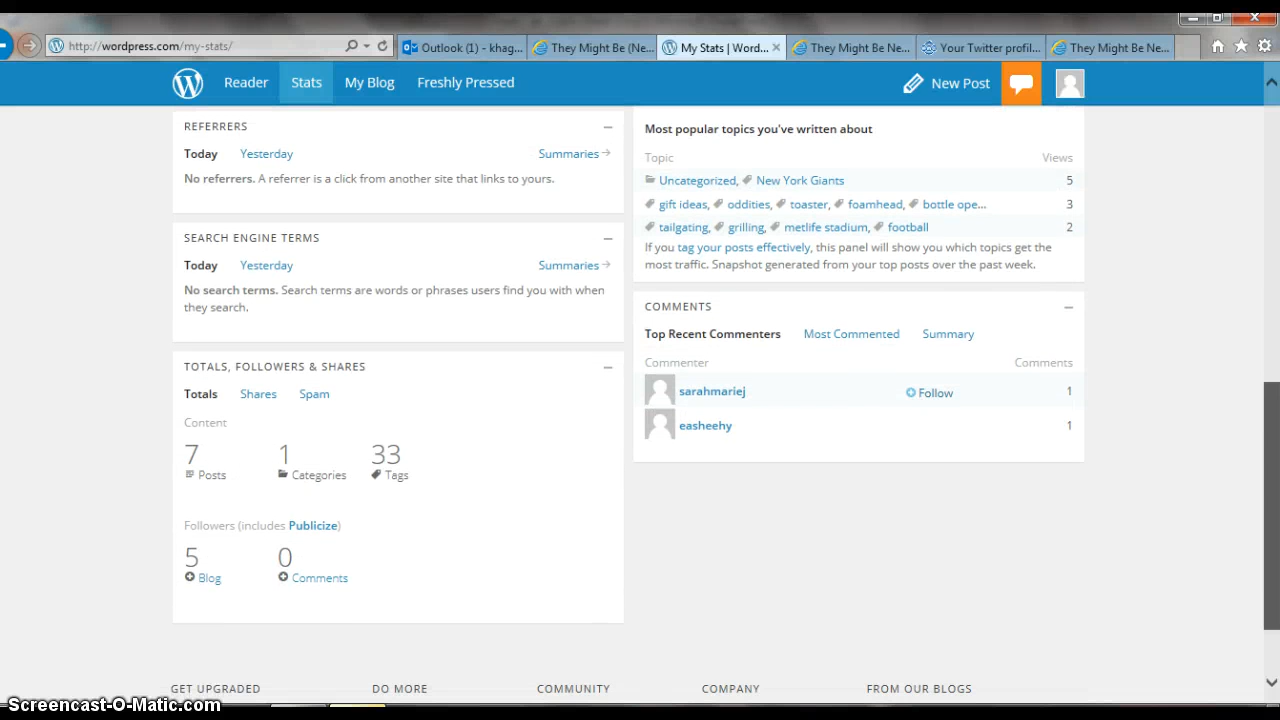 http://wordpress.com/my-stats/
Outlook (1) - khag...
They Might Be (Ne...
My Stats | Word...
They Might Be Ne...
Your Twitter profil...
They Might Be Ne...
Reader
Stats
My Blog
Freshly Pressed
New Post
REFERRERS
Today Yesterday Summaries →
No referrers. A referrer is a click from another site that links to yours.
SEARCH ENGINE TERMS
Today Yesterday Summaries →
No search terms. Search terms are words or phrases users find you with when
they search.
TOTALS, FOLLOWERS & SHARES
Totals Shares Spam
Content
7 1 33
Posts Categories Tags
Followers (includes Publicize)
5 0
Blog Comments
Most popular topics you've written about
Topic Views
Uncategorized, New York Giants 5
gift ideas, oddities, toaster, foamhead, bottle ope... 3
tailgating, grilling, metlife stadium, football 2
If you tag your posts effectively, this panel will show you which topics get the
most traffic. Snapshot generated from your top posts over the past week.
COMMENTS
Top Recent Commenters Most Commented Summary
Commenter Comments
sarahmariej Follow 1
easheehy 1
GET UPGRADED DO MORE COMMUNITY COMPANY FROM OUR BLOGS
Screencast-O-Matic.com